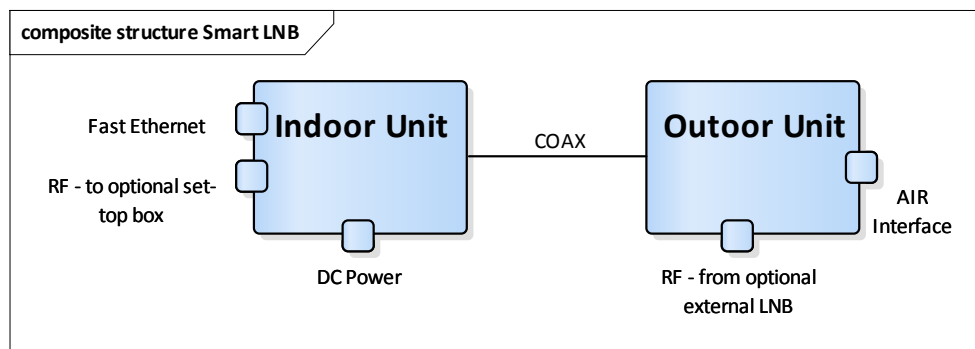 composite structure Smart LNB
Indoor Unit
Outoor Unit
Fast Ethernet
COAX
RF - to optional set-
top box
AIR
Interface
DC Power
RF - from optional
external LNB